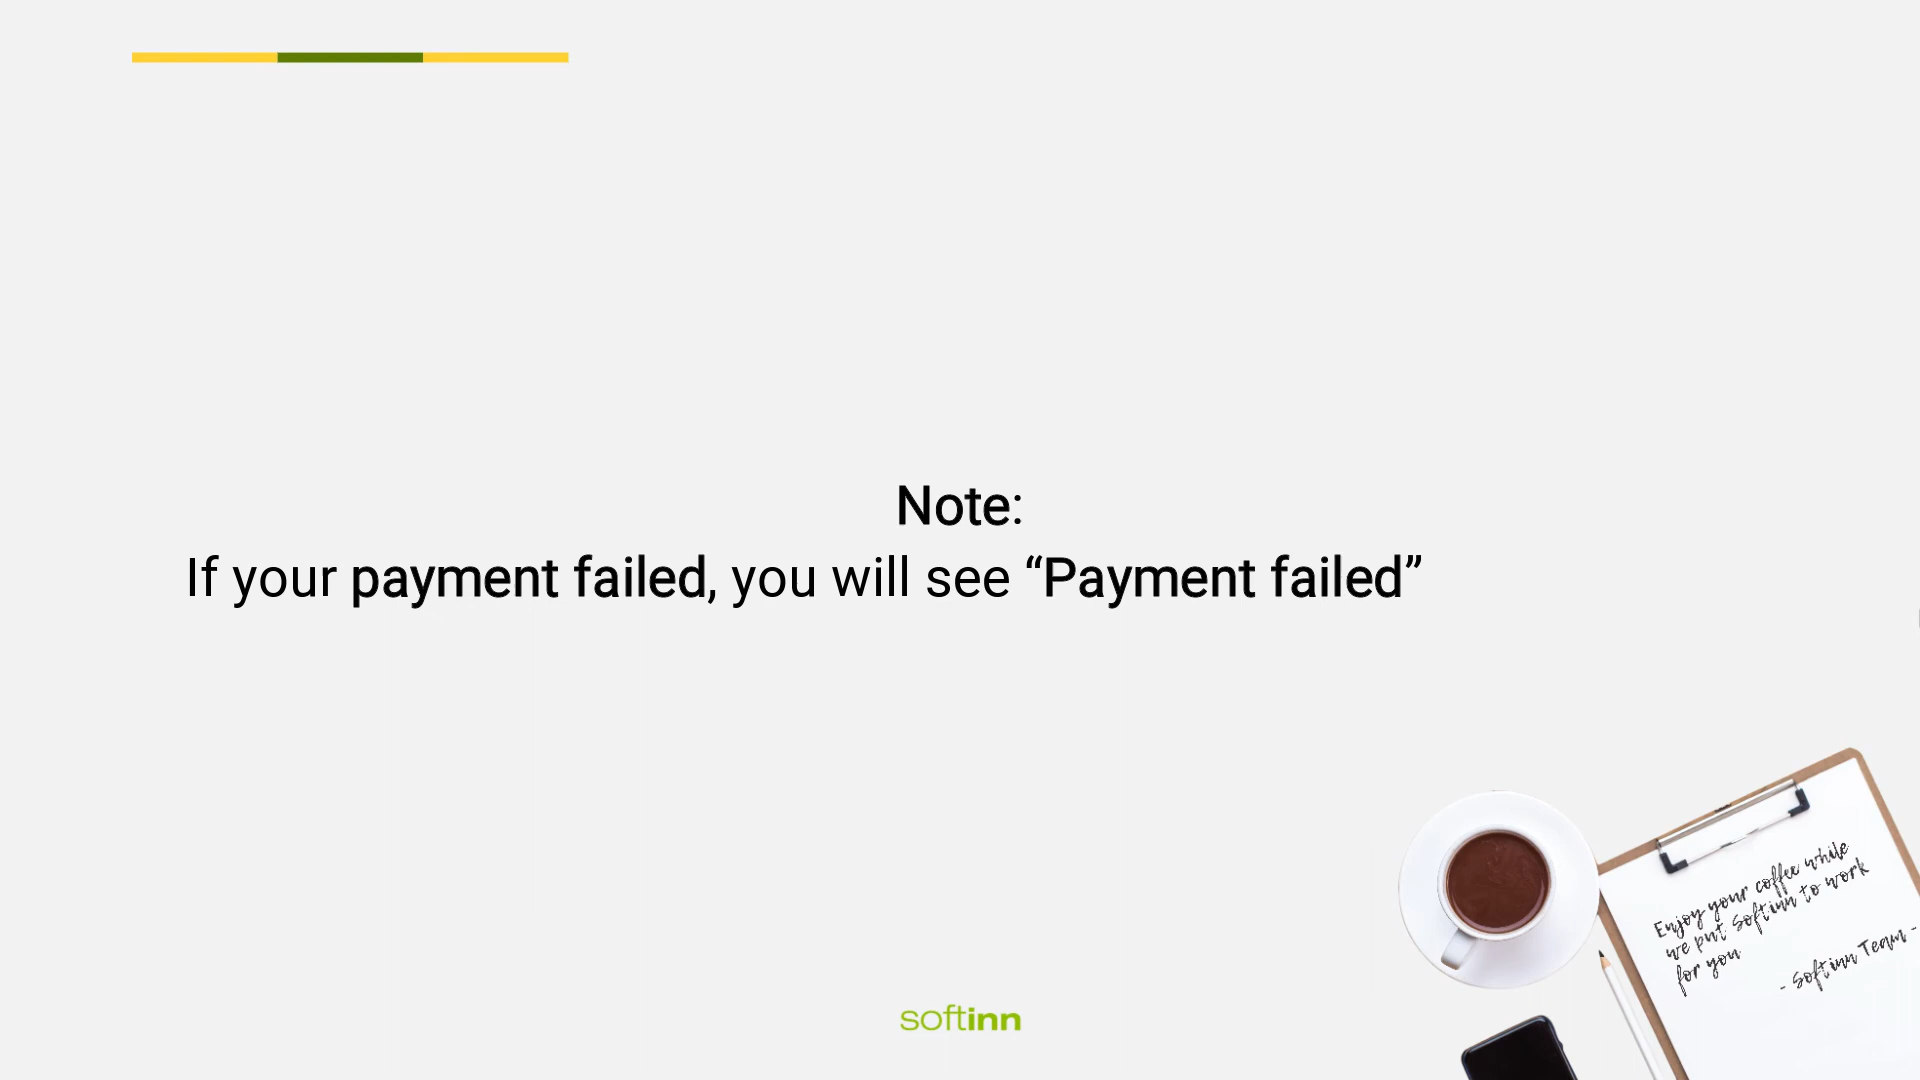 Note:
If your payment failed, you will see “Payment failed”
Enjoy your coffee while
we put Softinn to work
for you
- Softinn Team -
softinn